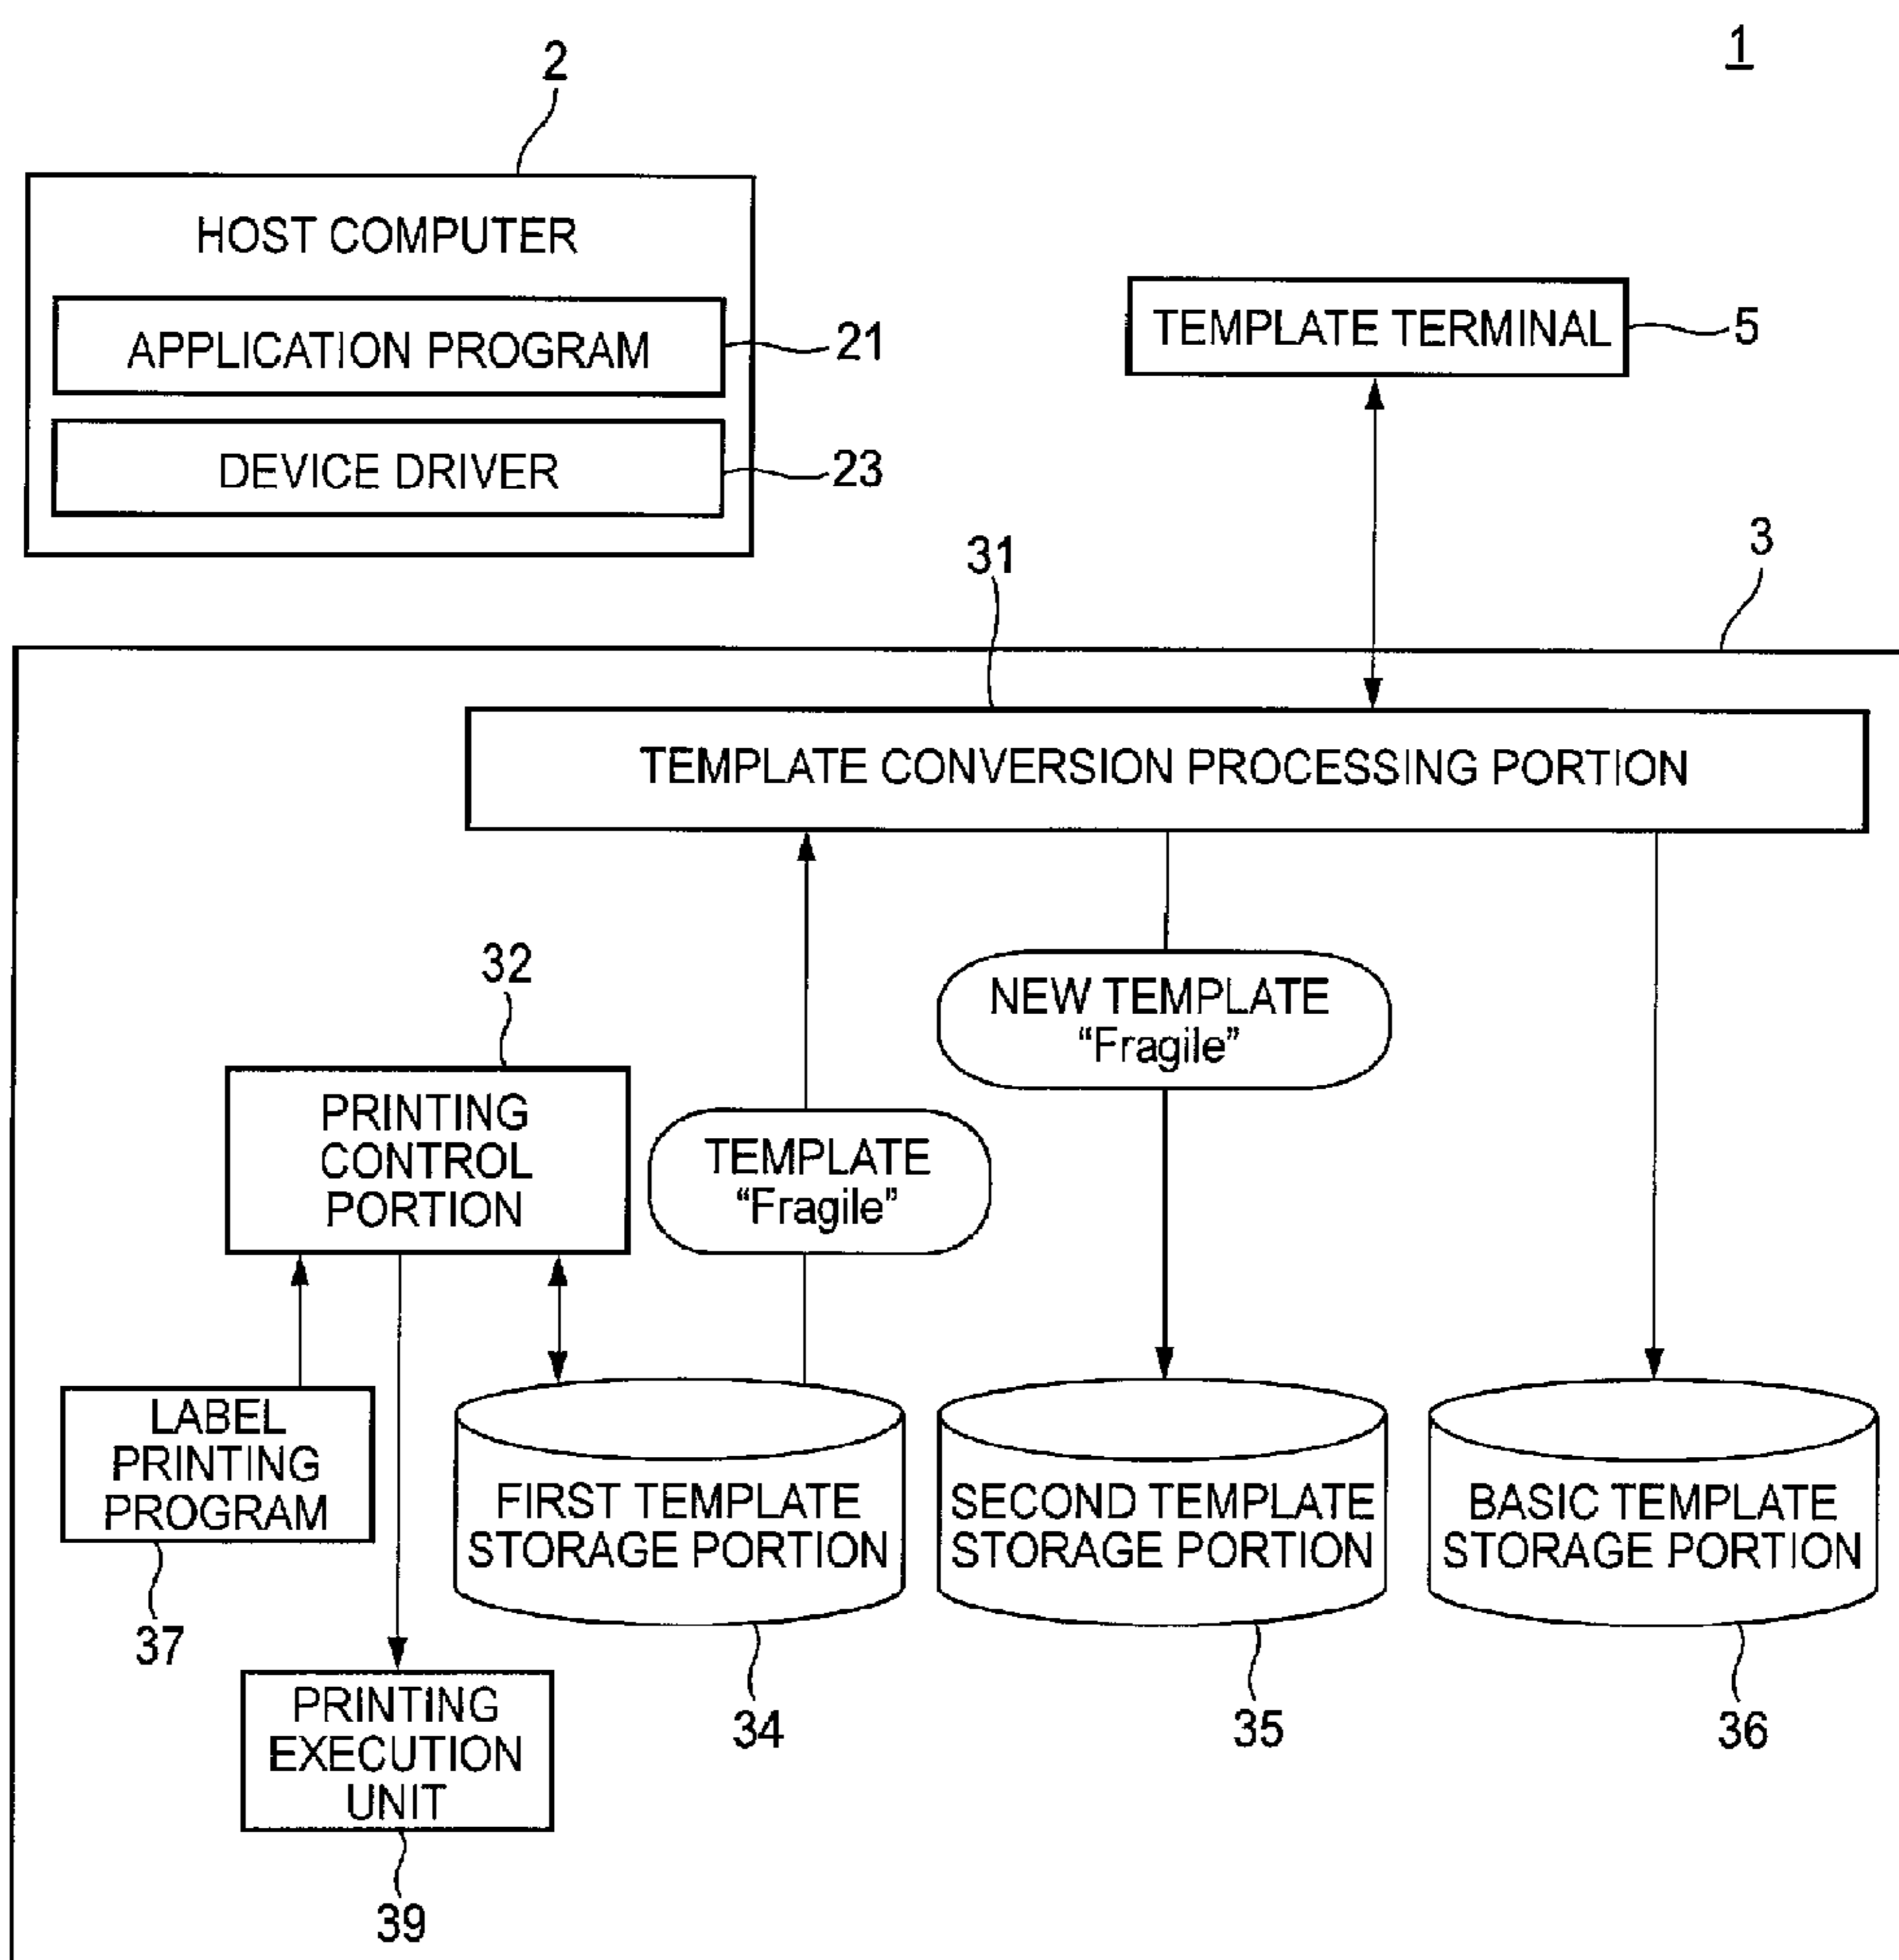 1
2
HOST COMPUTER
APPLICATION PROGRAM
21
DEVICE DRIVER
23
TEMPLATE TERMINAL
5
3
31
TEMPLATE CONVERSION PROCESSING PORTION
32
PRINTING
CONTROL
PORTION
TEMPLATE
“Fragile”
NEW TEMPLATE
“Fragile”
LABEL
PRINTING
PROGRAM
37
FIRST TEMPLATE
STORAGE PORTION
34
SECOND TEMPLATE
STORAGE PORTION
35
BASIC TEMPLATE
STORAGE PORTION
36
PRINTING
EXECUTION
UNIT
39